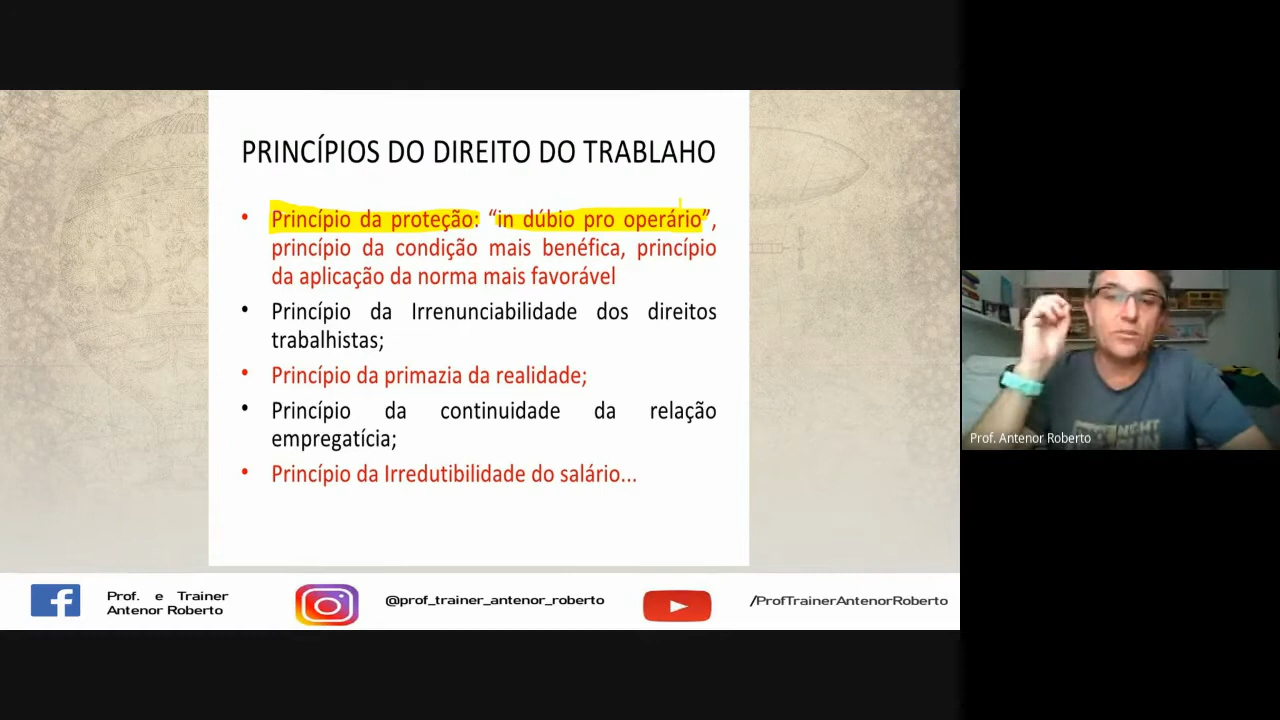 PRINCÍPIOS DO DIREITO DO TRABLAHO
• Princípio da proteção: “in dúbio pro operário”,
princípio da condição mais benéfica, princípio
da aplicação da norma mais favorável
• Princípio da Irrenunciabilidade dos direitos
trabalhistas;
• Princípio da primazia da realidade;
• Princípio da continuidade da relação
empregatícia;
• Princípio da Irredutibilidade do salário...
Prof. Antenor Roberto
Prof. e Trainer
Antenor Roberto
@prof_trainer_antenor_roberto
/ProfTrainerAntenorRoberto